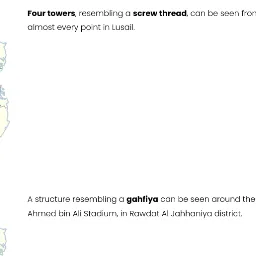 Four towers, resembling a screw thread, can be seen from
almost every point in Lusail.
A structure resembling a gahfiya can be seen around the
Ahmed bin Ali Stadium, in Rawdat Al Jahhaniya district.